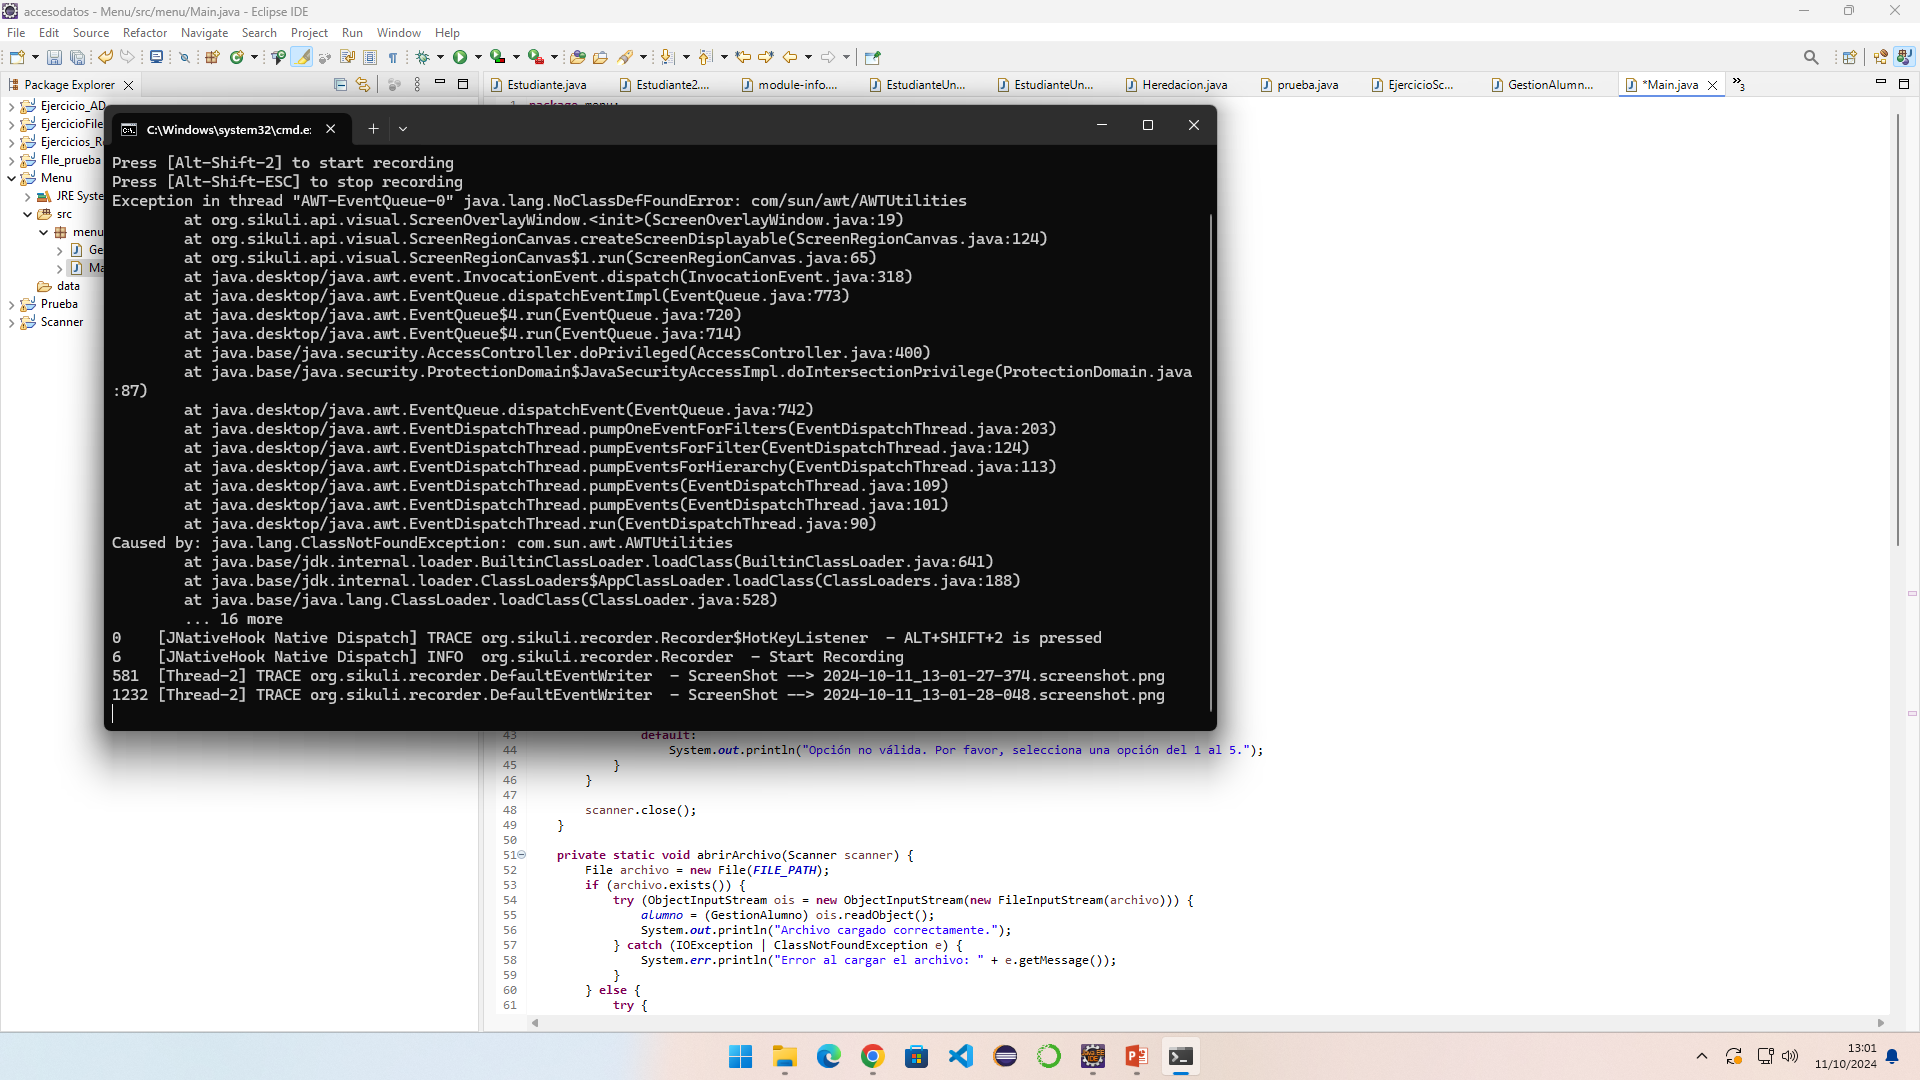 accesodatos - Menu/src/menu/Main.java - Eclipse IDE
File Edit Source Refactor Navigate Search Project Run Window Help
Package Explorer
Estudiante.java Estudiante2.... module-info.... EstudianteUn... EstudianteUn... Heredacion.java prueba.java EjercicioSc... GestionAlumn... *Main.java 3
Ejercicio_AD
EjercicioFile
Ejercicios_R
FIle_prueba
Menu
JRE Syste
src
menu
Ge
Ma
data
Prueba
Scanner
C:\Windows\system32\cmd.e:
Press [Alt-Shift-2] to start recording
Press [Alt-Shift-ESC] to stop recording
Exception in thread "AWT-EventQueue-0" java.lang.NoClassDefFoundError: com/sun/awt/AWTUtilities
at org.sikuli.api.visual.ScreenOverlayWindow.<init>(ScreenOverlayWindow.java:19)
at org.sikuli.api.visual.ScreenRegionCanvas.createScreenDisplayable(ScreenRegionCanvas.java:124)
at org.sikuli.api.visual.ScreenRegionCanvas$1.run(ScreenRegionCanvas.java:65)
at java.desktop/java.awt.event.InvocationEvent.dispatch(InvocationEvent.java:318)
at java.desktop/java.awt.EventQueue.dispatchEventImpl(EventQueue.java:773)
at java.desktop/java.awt.EventQueue$4.run(EventQueue.java:720)
at java.desktop/java.awt.EventQueue$4.run(EventQueue.java:714)
at java.base/java.security.AccessController.doPrivileged(AccessController.java:400)
at java.base/java.security.ProtectionDomain$JavaSecurityAccessImpl.doIntersectionPrivilege(ProtectionDomain.java
:87)
at java.desktop/java.awt.EventQueue.dispatchEvent(EventQueue.java:742)
at java.desktop/java.awt.EventDispatchThread.pumpOneEventForFilters(EventDispatchThread.java:203)
at java.desktop/java.awt.EventDispatchThread.pumpEventsForFilter(EventDispatchThread.java:124)
at java.desktop/java.awt.EventDispatchThread.pumpEventsForHierarchy(EventDispatchThread.java:113)
at java.desktop/java.awt.EventDispatchThread.pumpEvents(EventDispatchThread.java:109)
at java.desktop/java.awt.EventDispatchThread.pumpEvents(EventDispatchThread.java:101)
at java.desktop/java.awt.EventDispatchThread.run(EventDispatchThread.java:90)
Caused by: java.lang.ClassNotFoundException: com.sun.awt.AWTUtilities
at java.base/jdk.internal.loader.BuiltinClassLoader.loadClass(BuiltinClassLoader.java:641)
at java.base/jdk.internal.loader.ClassLoaders$AppClassLoader.loadClass(ClassLoaders.java:188)
at java.base/java.lang.ClassLoader.loadClass(ClassLoader.java:528)
... 16 more
0 [JNativeHook Native Dispatch] TRACE org.sikuli.recorder.Recorder$HotKeyListener - ALT+SHIFT+2 is pressed
6 [JNativeHook Native Dispatch] INFO org.sikuli.recorder.Recorder - Start Recording
581 [Thread-2] TRACE org.sikuli.recorder.DefaultEventWriter - ScreenShot --> 2024-10-11_13-01-27-374.screenshot.png
1232 [Thread-2] TRACE org.sikuli.recorder.DefaultEventWriter - ScreenShot --> 2024-10-11_13-01-28-048.screenshot.png
43 default:
44 System.out.println("Opción no válida. Por favor, selecciona una opción del 1 al 5.");
45 }
46 }
47
48 scanner.close();
49 }
50
51 private static void abrirArchivo(Scanner scanner) {
52 File archivo = new File(FILE_PATH);
53 if (archivo.exists()) {
54 try (ObjectInputStream ois = new ObjectInputStream(new FileInputStream(archivo))) {
55 alumno = (GestionAlumno) ois.readObject();
56 System.out.println("Archivo cargado correctamente.");
57 } catch (IOException | ClassNotFoundException e) {
58 System.err.println("Error al cargar el archivo: " + e.getMessage());
59 }
60 } else {
61 try {
13:01
11/10/2024